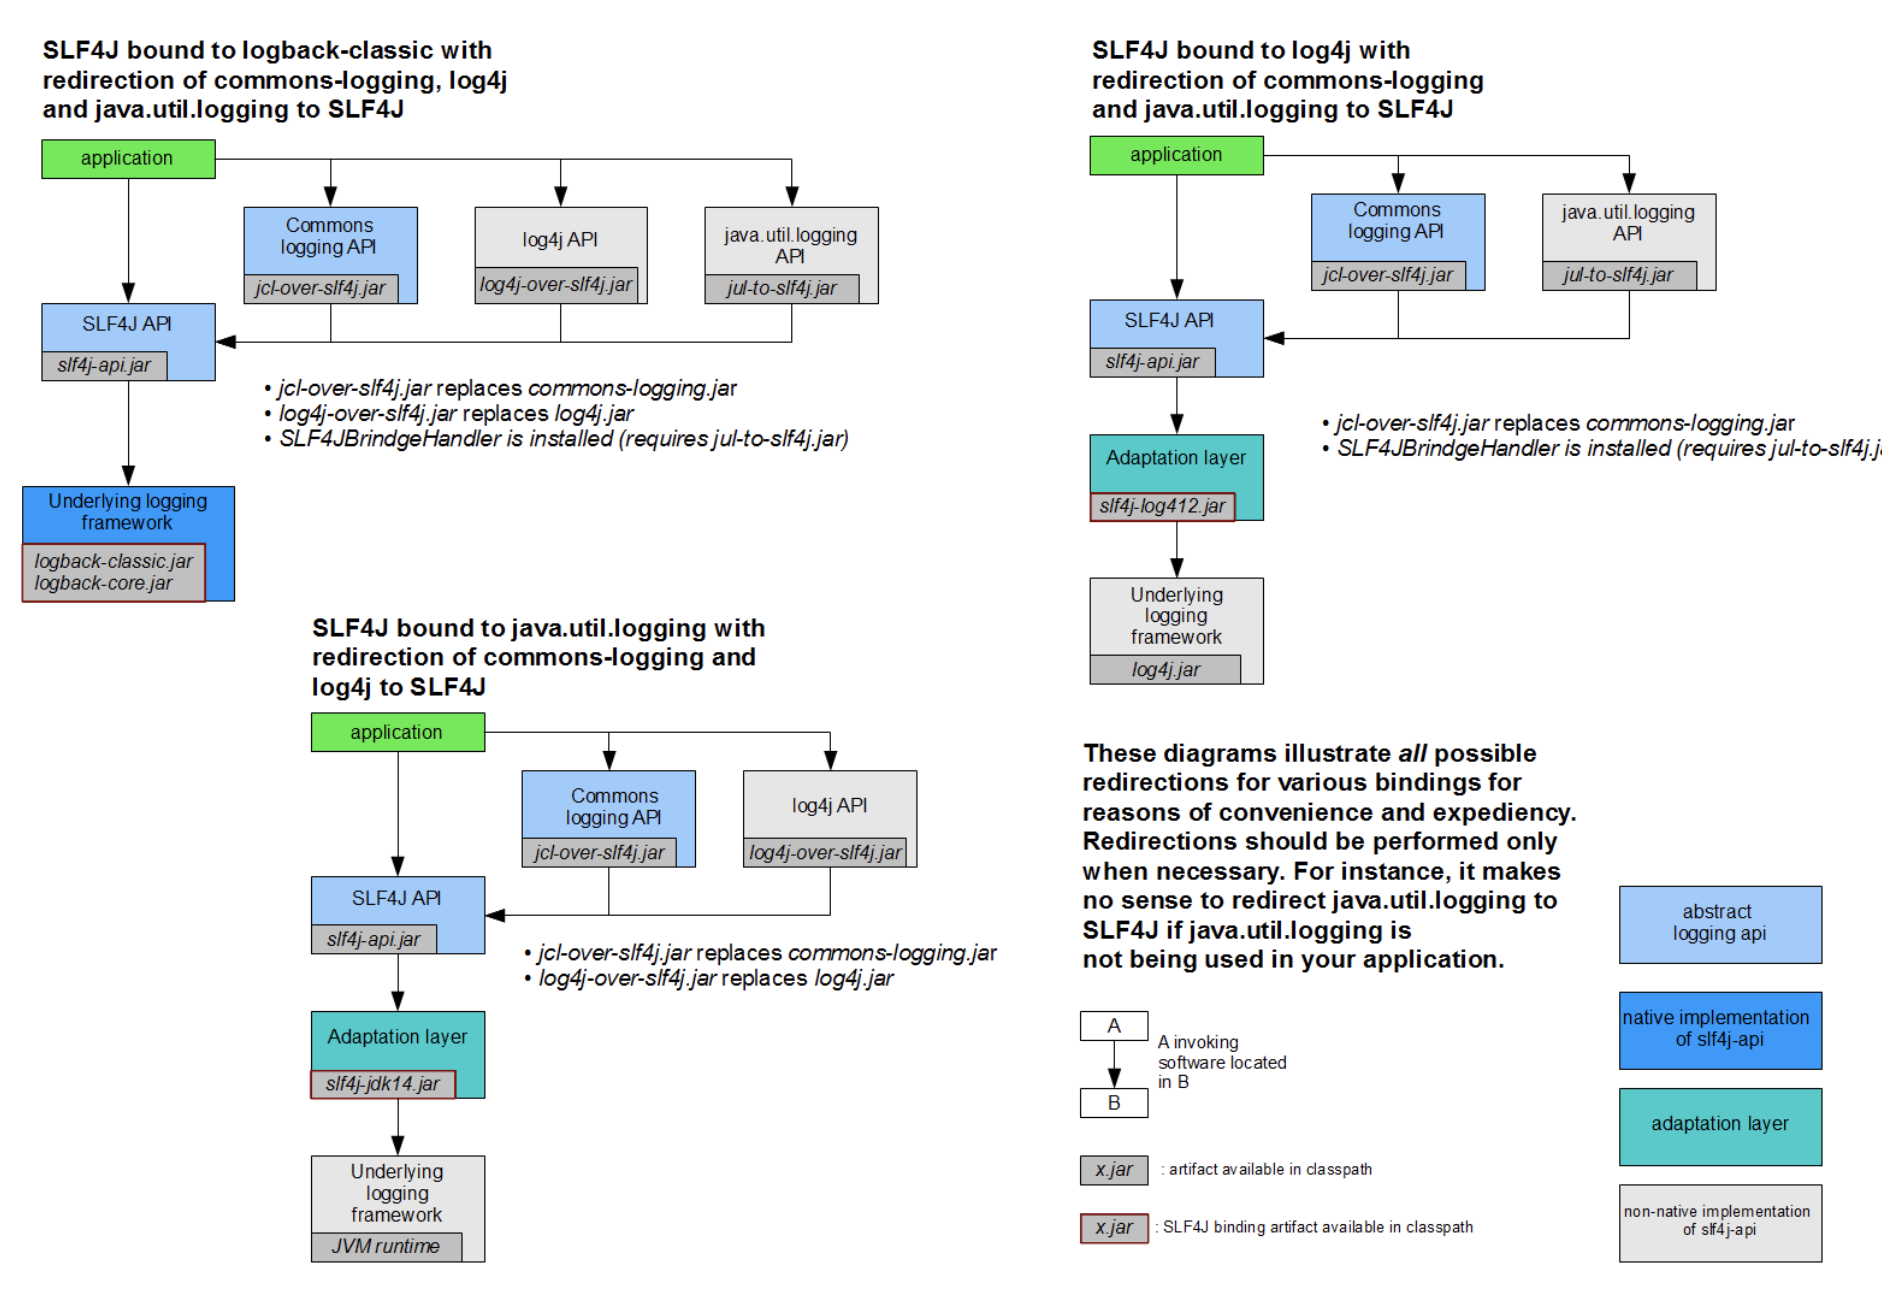 SLF4J bound to logback-classic with
redirection of commons-logging, log4j
and java.util.logging to SLF4J
application
Commons
logging API
jcl-over-slf4j.jar
log4j API
log4j-over-slf4j.jar
java.util.logging
API
jul-to-slf4j.jar
SLF4J API
slf4j-api.jar
• jcl-over-slf4j.jar replaces commons-logging.jar
• log4j-over-slf4j.jar replaces log4j.jar
• SLF4JBrindgeHandler is installed (requires jul-to-slf4j.jar)
Underlying logging
framework
logback-classic.jar
logback-core.jar
SLF4J bound to log4j with
redirection of commons-logging
and java.util.logging to SLF4J
application
Commons
logging API
jcl-over-slf4j.jar
java.util.logging
API
jul-to-slf4j.jar
SLF4J API
slf4j-api.jar
• jcl-over-slf4j.jar replaces commons-logging.jar
• SLF4JBrindgeHandler is installed (requires jul-to-slf4j.j
Adaptation layer
slf4j-log412.jar
Underlying
logging
framework
log4j.jar
SLF4J bound to java.util.logging with
redirection of commons-logging and
log4j to SLF4J
application
Commons
logging API
jcl-over-slf4j.jar
log4j API
log4j-over-slf4j.jar
SLF4J API
slf4j-api.jar
• jcl-over-slf4j.jar replaces commons-logging.jar
• log4j-over-slf4j.jar replaces log4j.jar
Adaptation layer
slf4j-jdk14.jar
Underlying
logging
framework
JVM runtime
These diagrams illustrate all possible
redirections for various bindings for
reasons of convenience and expediency.
Redirections should be performed only
when necessary. For instance, it makes
no sense to redirect java.util.logging to
SLF4J if java.util.logging is
not being used in your application.
A
A invoking
software located
in B
B
x.jar : artifact available in classpath
x.jar : SLF4J binding artifact available in classpath
abstract
logging api
native implementation
of slf4j-api
adaptation layer
non-native implementation
of slf4j-api